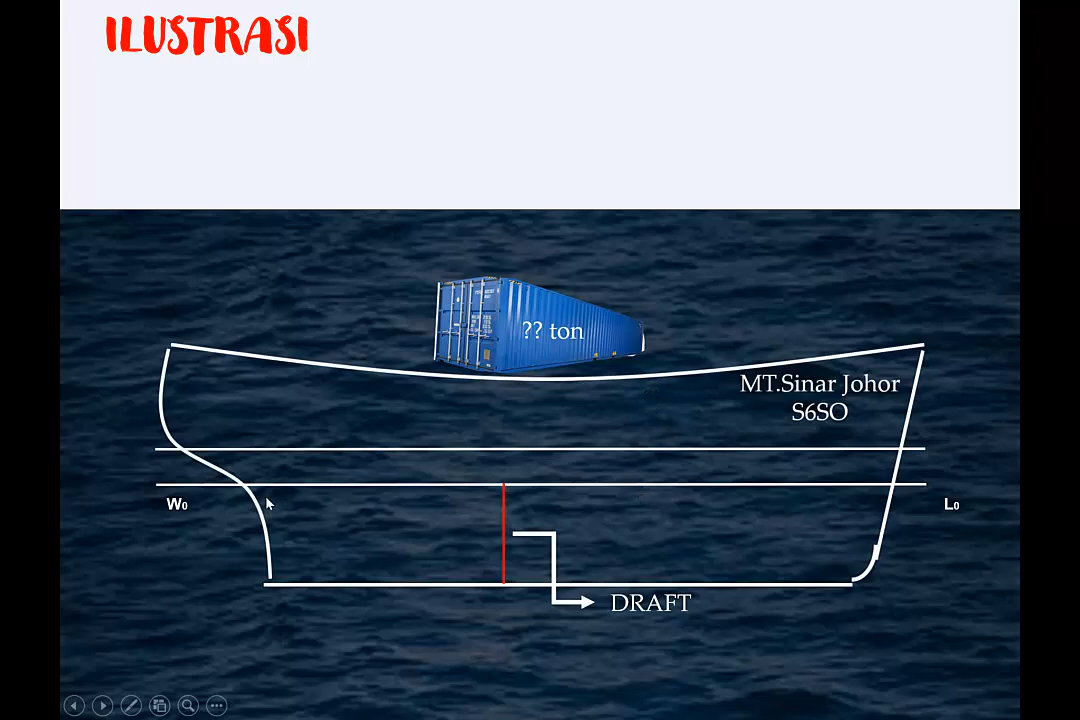 ILUSTRASI
?? ton
MT.Sinar Johor
S6SO
W0
L0
DRAFT